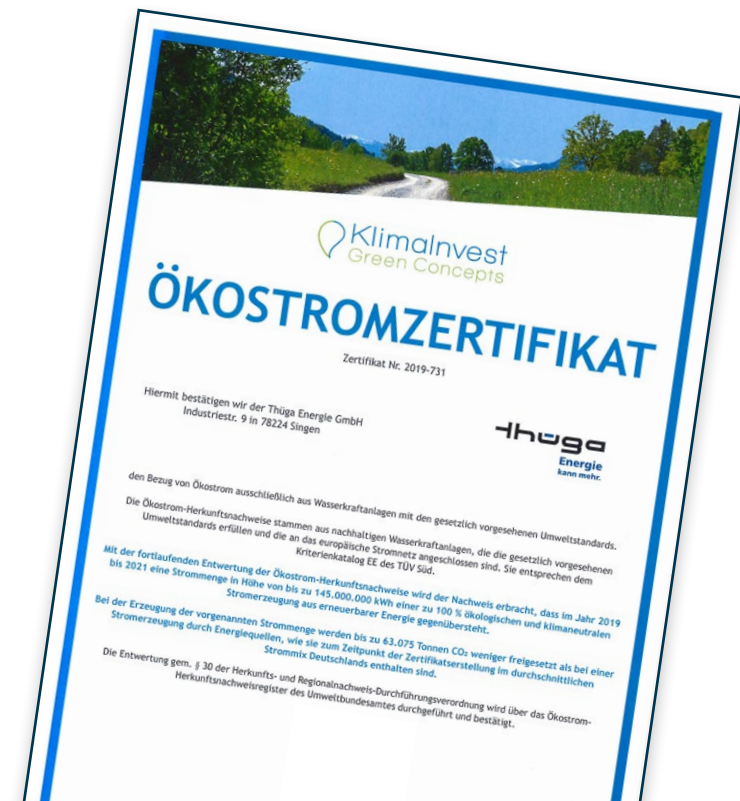 KlimaInvest
Green Concepts
ÖKOSTROMZERTIFIKAT
Zertifikat Nr. 2019-731
Hiermit bestätigen wir der Thüga Energie GmbH
Industriestr. 9 in 78224 Singen
thüga
Energie
kann mehr.
den Bezug von Ökostrom ausschließlich aus Wasserkraftanlagen mit den gesetzlich vorgesehenen Umweltstandards.
Die Ökostrom-Herkunftsnachweise stammen aus nachhaltigen Wasserkraftanlagen, die die gesetzlich vorgesehenen
Umweltstandards erfüllen und die an das europäische Stromnetz angeschlossen sind. Sie entsprechen dem
Kriterienkatalog EE des TÜV Süd.
Mit der fortlaufenden Entwertung der Ökostrom-Herkunftsnachweise wird der Nachweis erbracht, dass im Jahr 2019
bis 2021 eine Strommenge in Höhe von bis zu 145.000.000 kWh einer zu 100 % ökologischen und klimaneutralen
Stromerzeugung aus erneuerbarer Energie gegenübersteht.
Bei der Erzeugung der vorgenannten Strommenge werden bis zu 63.075 Tonnen CO₂ weniger freigesetzt als bei einer
Stromerzeugung durch Energiequellen, wie sie zum Zeitpunkt der Zertifikatserstellung im durchschnittlichen
Strommix Deutschlands enthalten sind.
Die Entwertung gem. § 30 der Herkunfts- und Regionalnachweis-Durchführungsverordnung wird über das Ökostrom-
Herkunftsnachweisregister des Umweltbundesamtes durchgeführt und bestätigt.